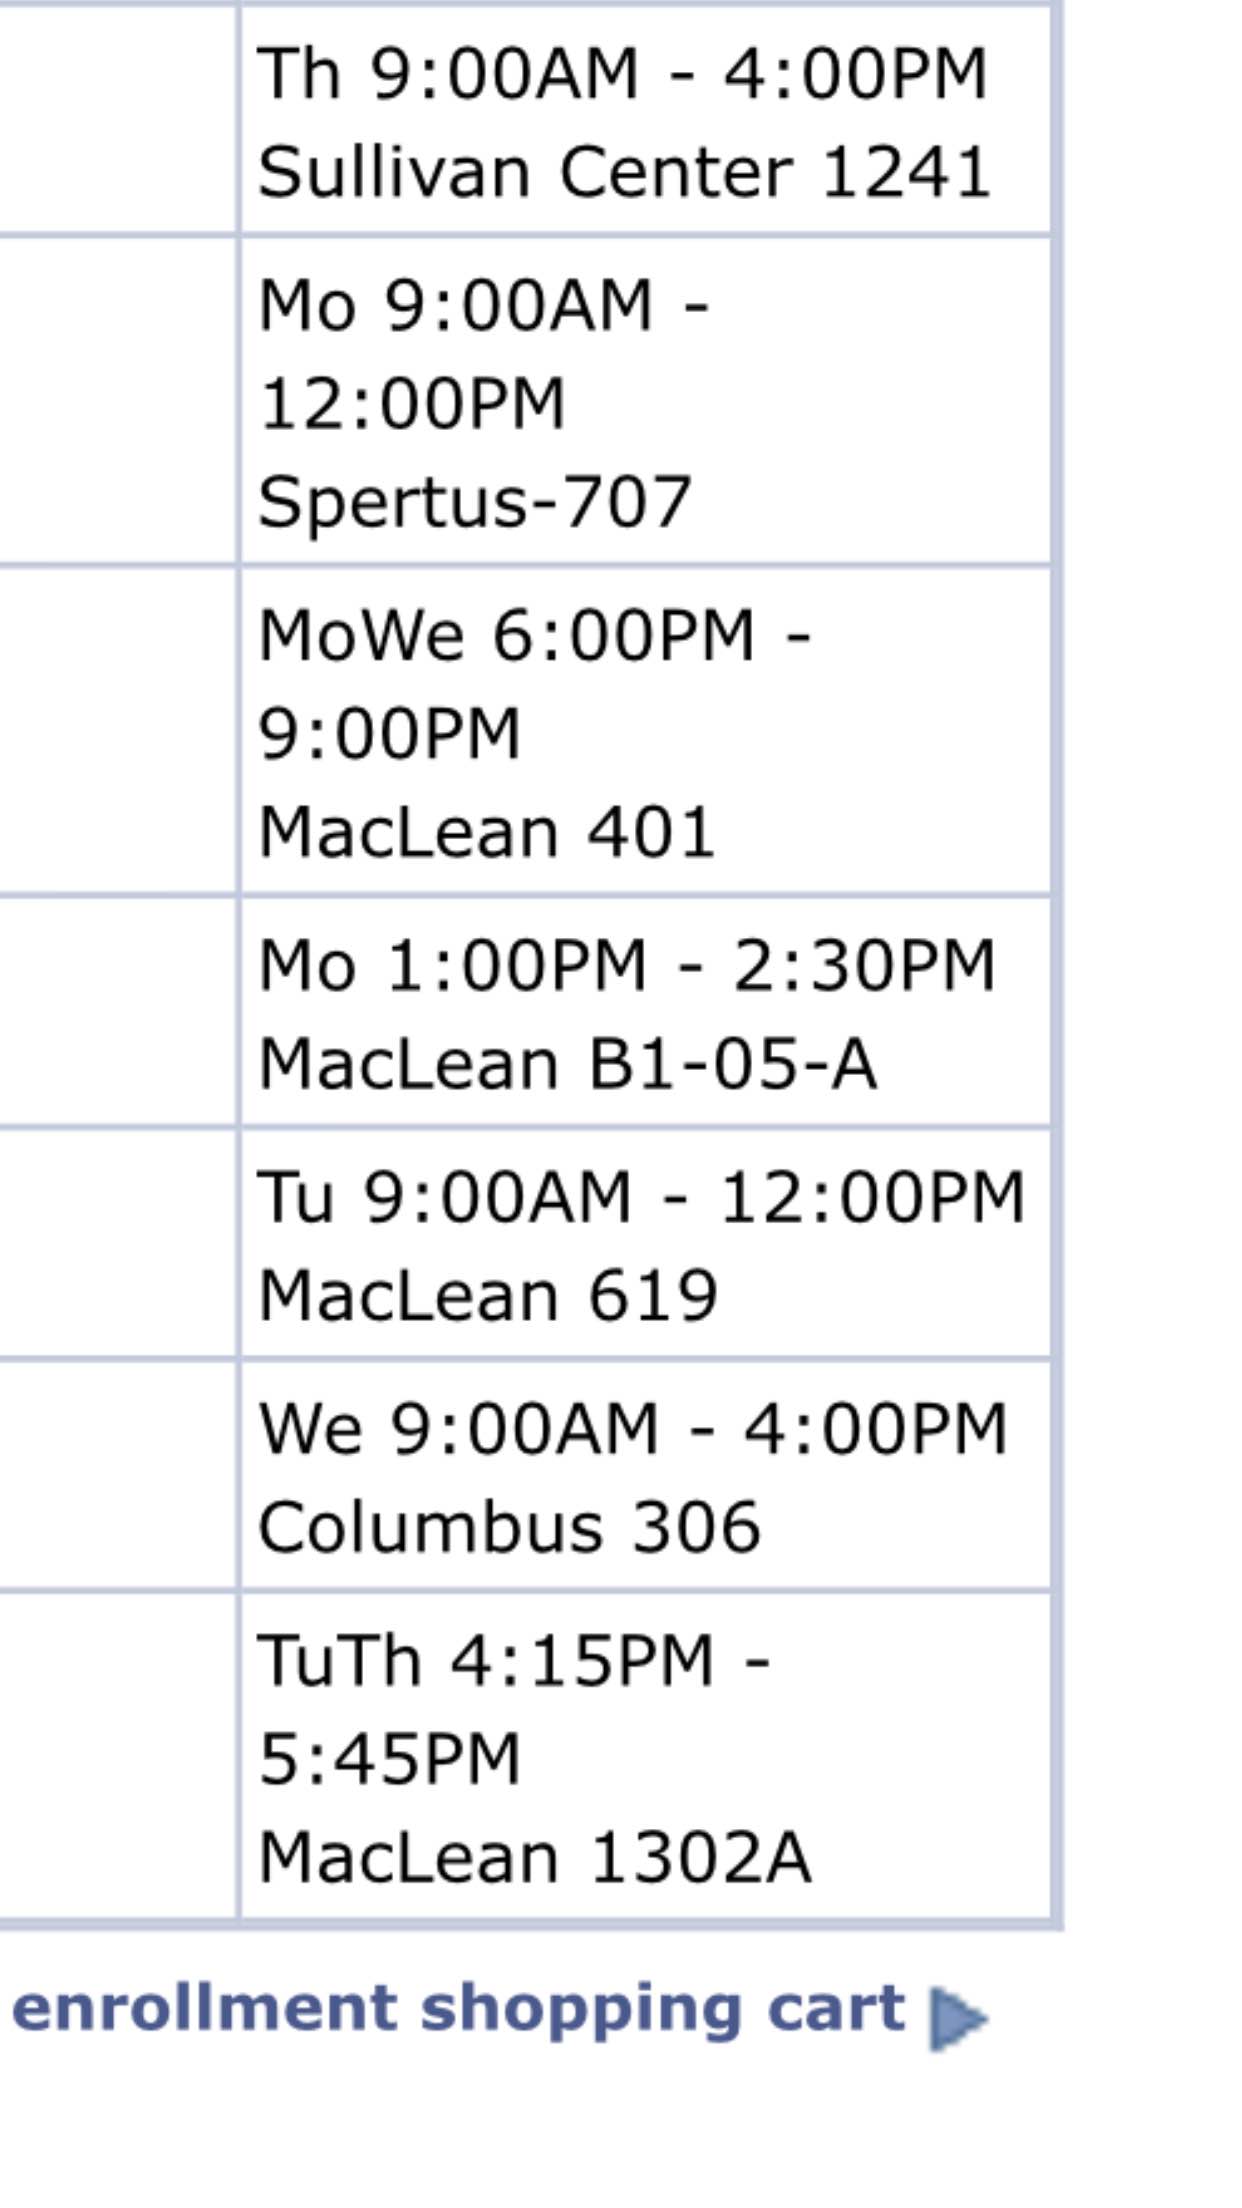 Th 9:00AM - 4:00PM
Sullivan Center 1241
Mo 9:00AM -
12:00PM
Spertus-707
MoWe 6:00PM -
9:00PM
MacLean 401
Mo 1:00PM - 2:30PM
MacLean B1-05-A
Tu 9:00AM - 12:00PM
MacLean 619
We 9:00AM - 4:00PM
Columbus 306
TuTh 4:15PM -
5:45PM
MacLean 1302A
enrollment shopping cart